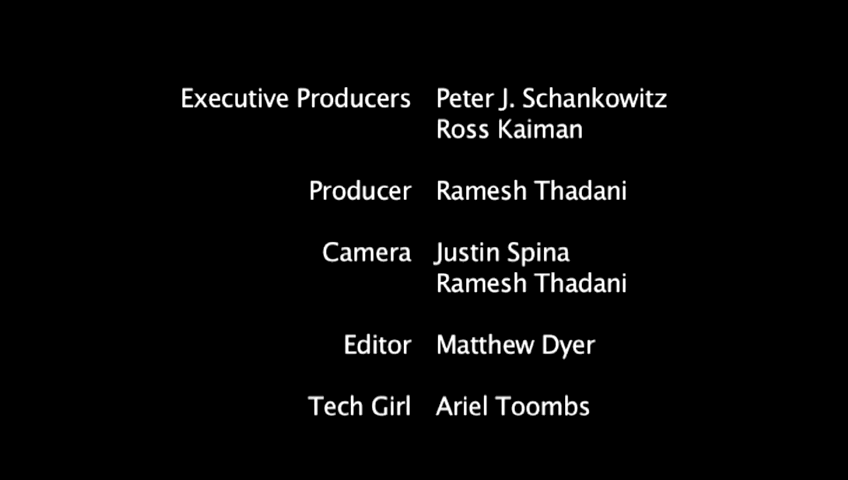 Executive Producers Peter J. Schankowitz
Ross Kaiman
Producer Ramesh Thadani
Camera Justin Spina
Ramesh Thadani
Editor Matthew Dyer
Tech Girl Ariel Toombs